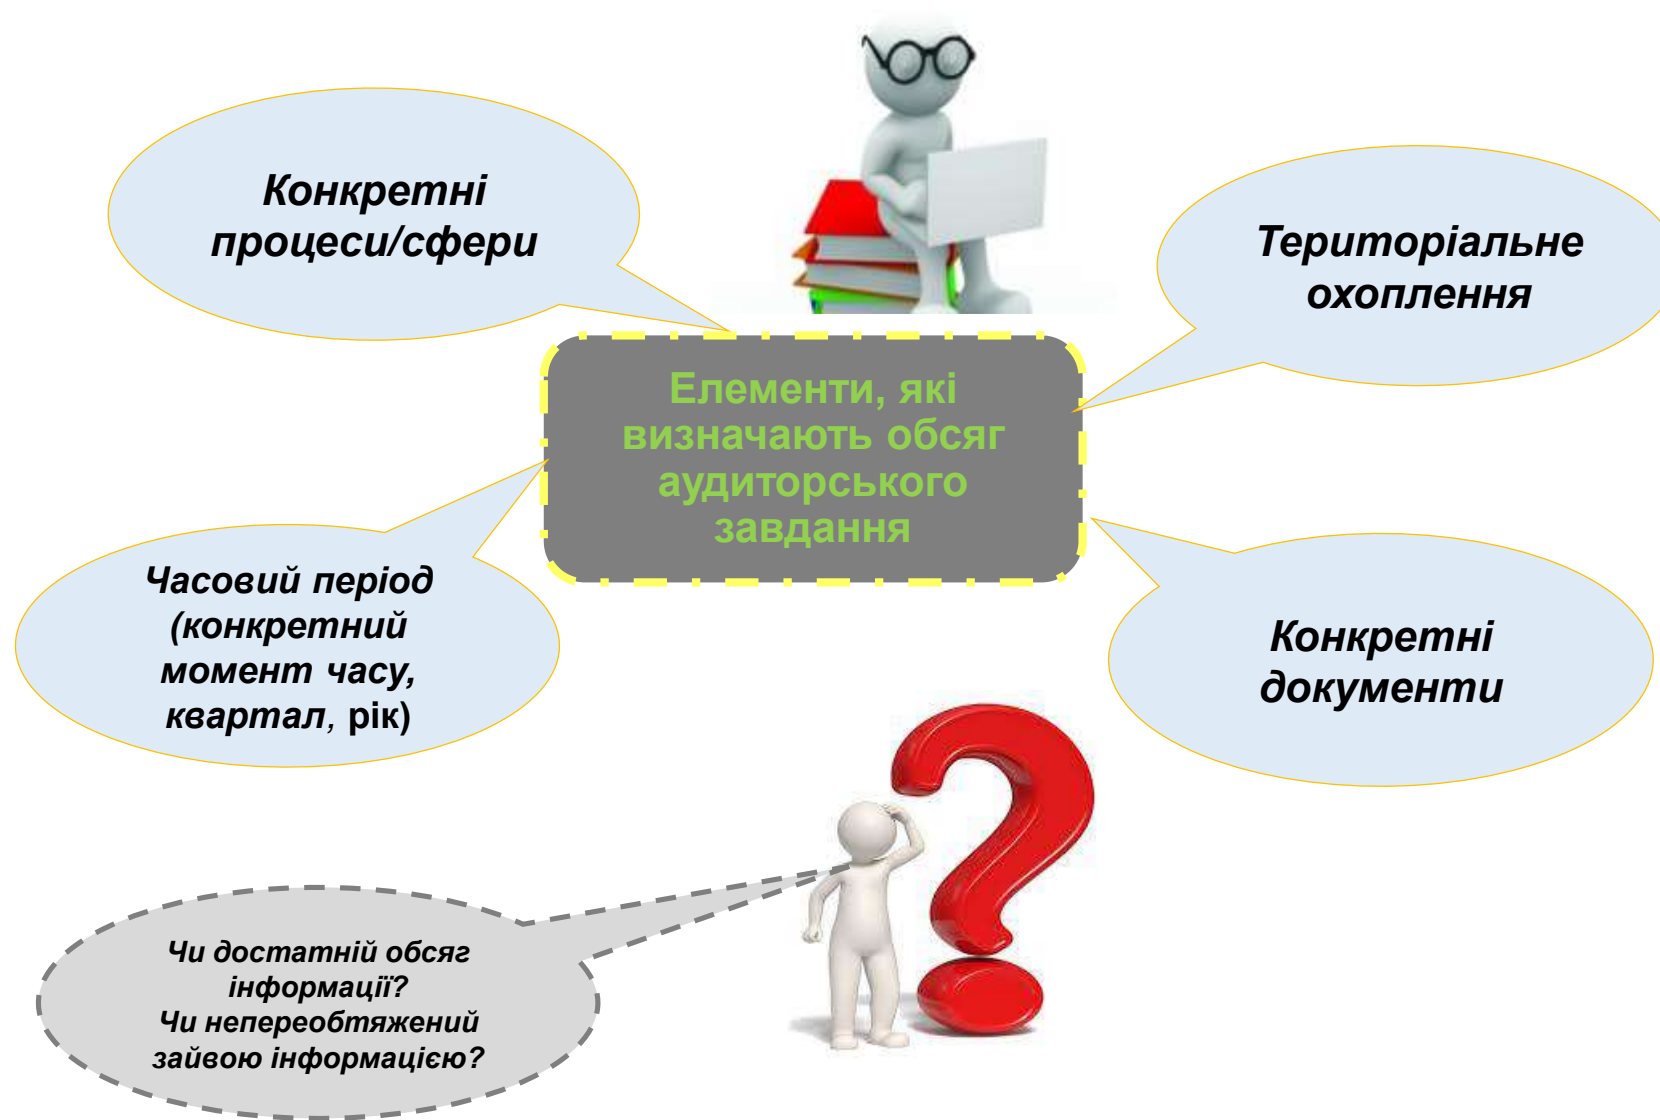 Конкретні
процеси/сфери
Територіальне
охоплення
Елементи, які
визначають обсяг
аудиторського
завдання
Часовий період
(конкретний
момент часу,
квартал, рік)
Конкретні
документи
Чи достатній обсяг
інформації?
Чи непереобтяжений
зайвою інформацією?